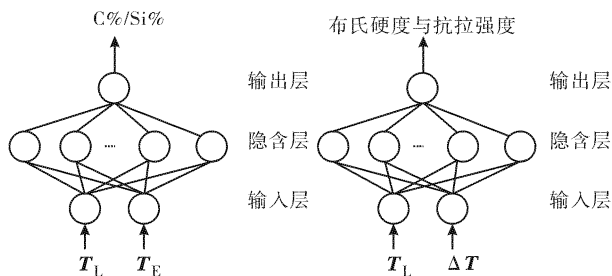 C%/Si%
输出层
隐含层
....
输入层
T_L T_E
布氏硬度与抗拉强度
输出层
隐含层
....
输入层
T_L ΔT